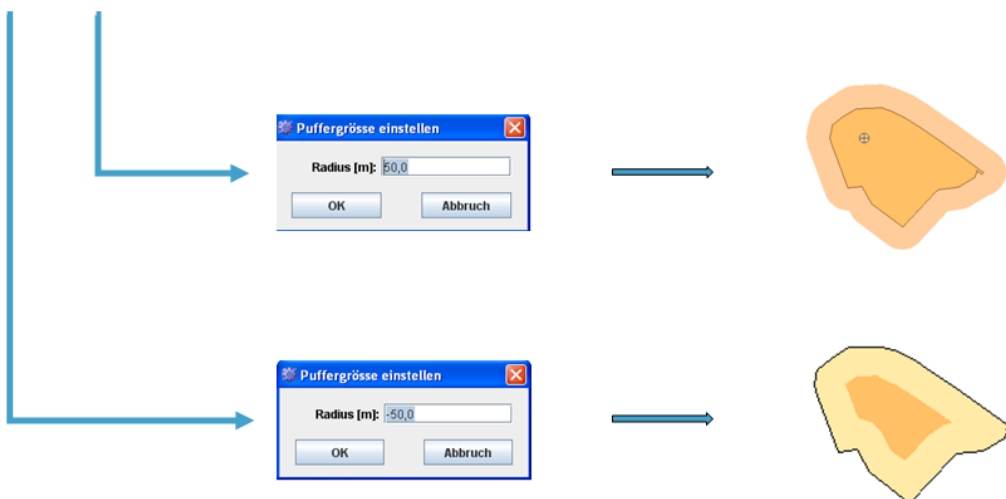 Puffergrösse einstellen
Radius [m]: 50,0
OK Abbruch
Puffergrösse einstellen
Radius [m]: -50,0
OK Abbruch